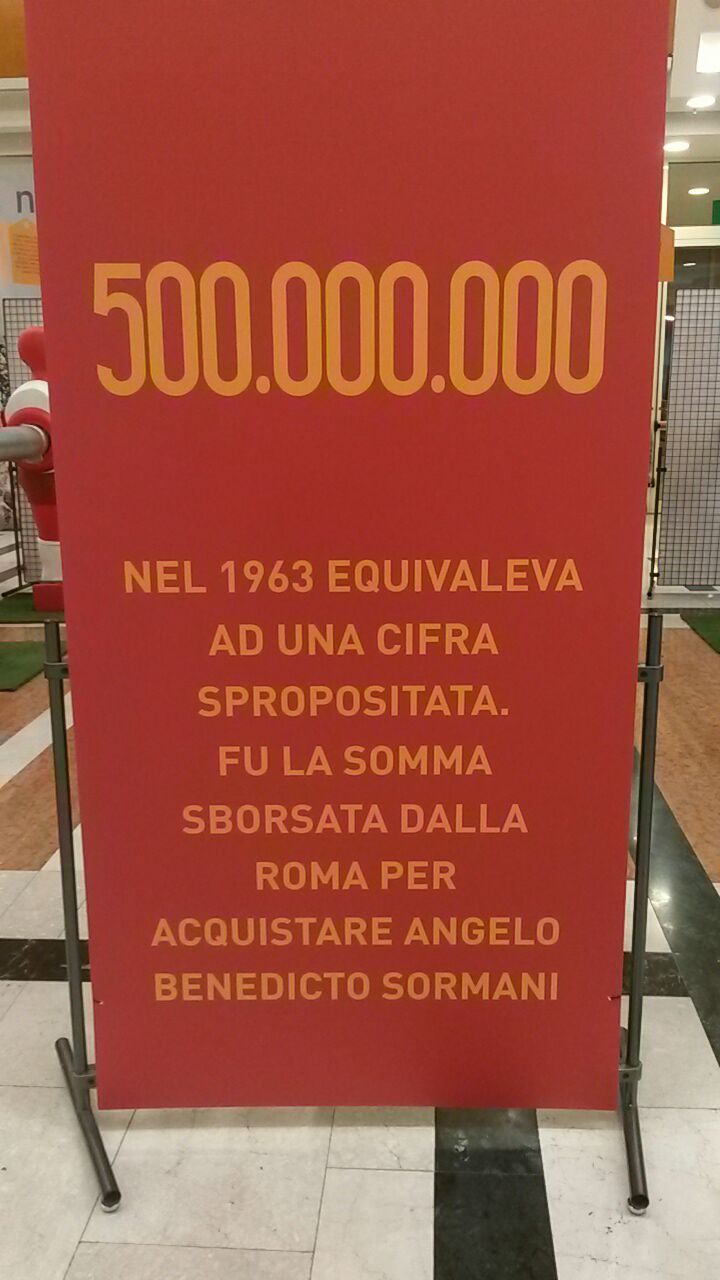 500.000.000
NEL 1963 EQUIVALEVA
AD UNA CIFRA
SPROPOSITATA.
FU LA SOMMA
SBORSATA DALLA
ROMA PER
ACQUISTARE ANGELO
BENEDICTO SORMANI